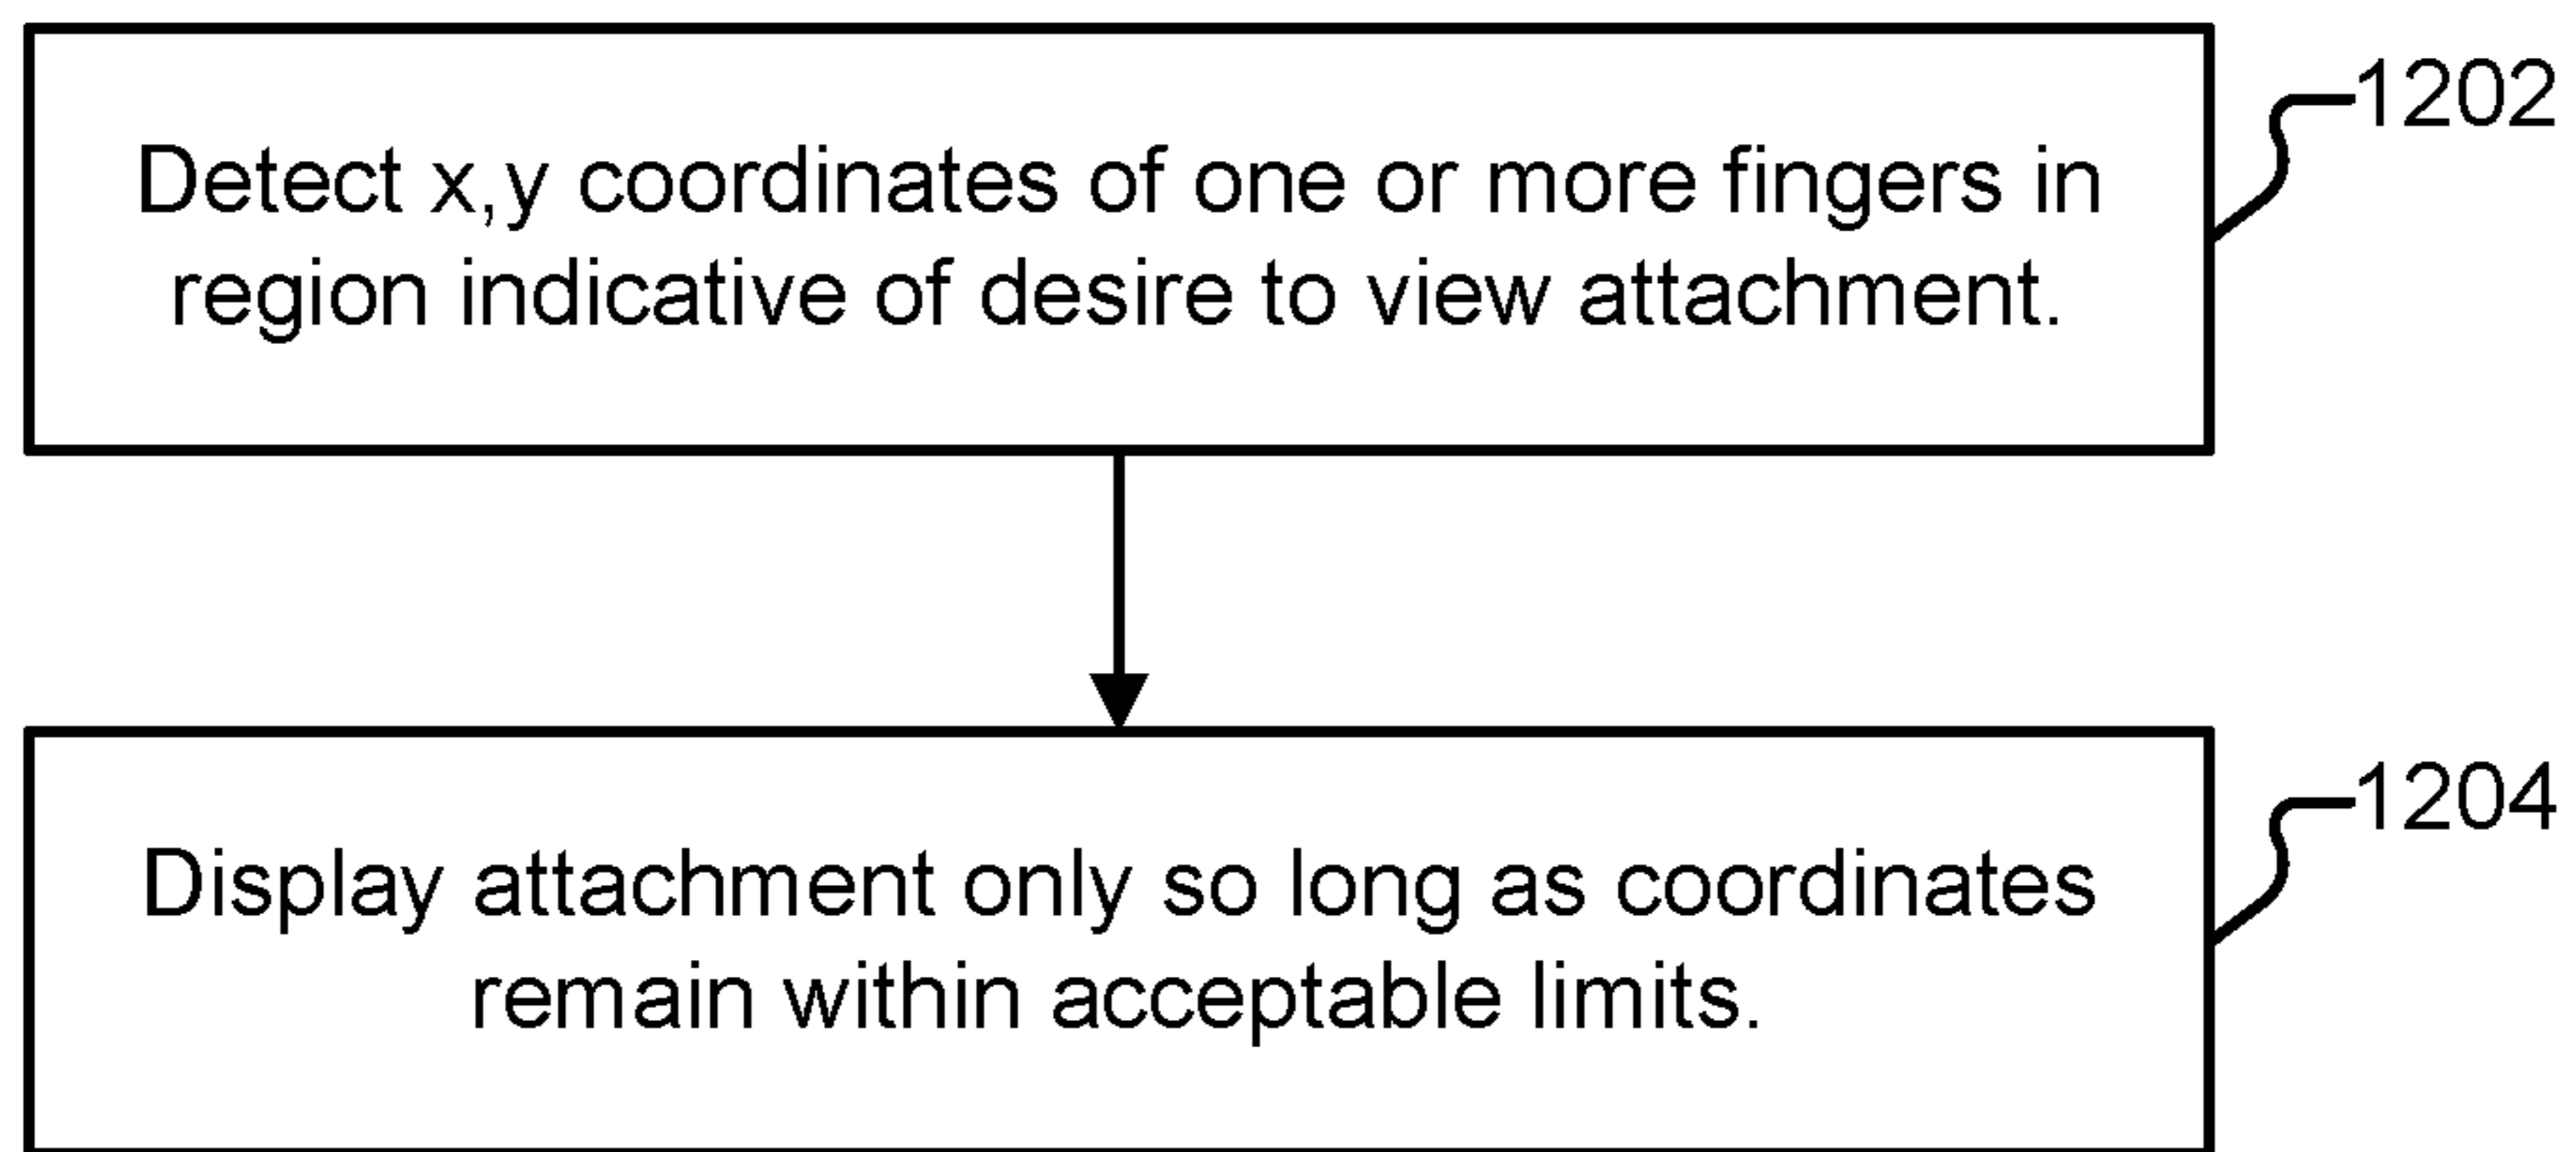 1202
Detect x,y coordinates of one or more fingers in
region indicative of desire to view attachment.
1204
Display attachment only so long as coordinates
remain within acceptable limits.